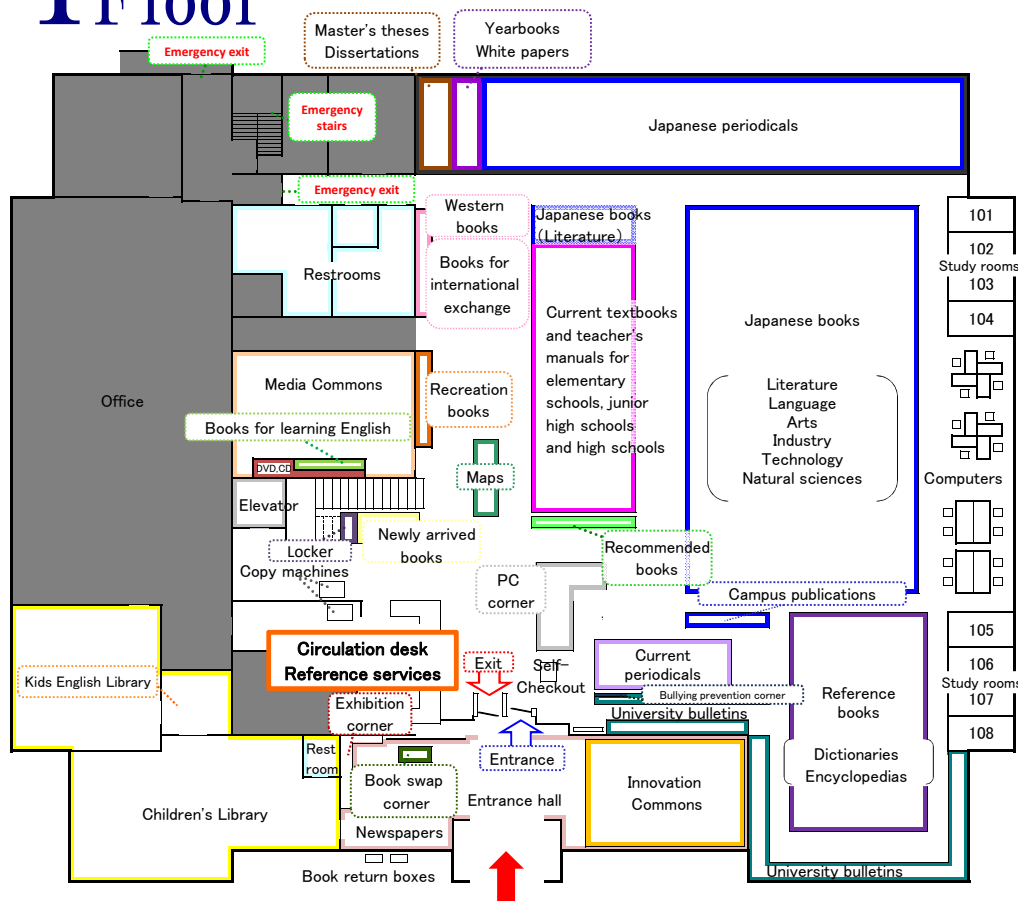 1 Floor
Master's theses
Dissertations
Yearbooks
White papers
Emergency exit
Emergency
stairs
Japanese periodicals
Emergency exit
Western
books
Books for
international
exchange
Japanese books
(Literature)
Restrooms
101
102
Study rooms
103
104
Current textbooks
and teacher's
manuals for
elementary
schools, junior
high schools
and high schools
Japanese books
Literature
Language
Arts
Industry
Technology
Natural sciences
Office
Media Commons
Recreation
books
Books for learning English
DVD,CD
Maps
Computers
Elevator
Newly arrived
books
Locker
Copy machines
Recommended
books
PC
corner
Campus publications
Circulation desk
Reference services
Exit
Self-
Checkout
Current
periodicals
Bullying prevention corner
University bulletins
105
106
Study rooms
107
108
Kids English Library
Reference
books
Dictionaries
Encyclopedias
Exhibition
corner
Entrance
Rest
room
Book swap
corner
Entrance hall
Innovation
Commons
Children's Library
Newspapers
Book return boxes
University bulletins